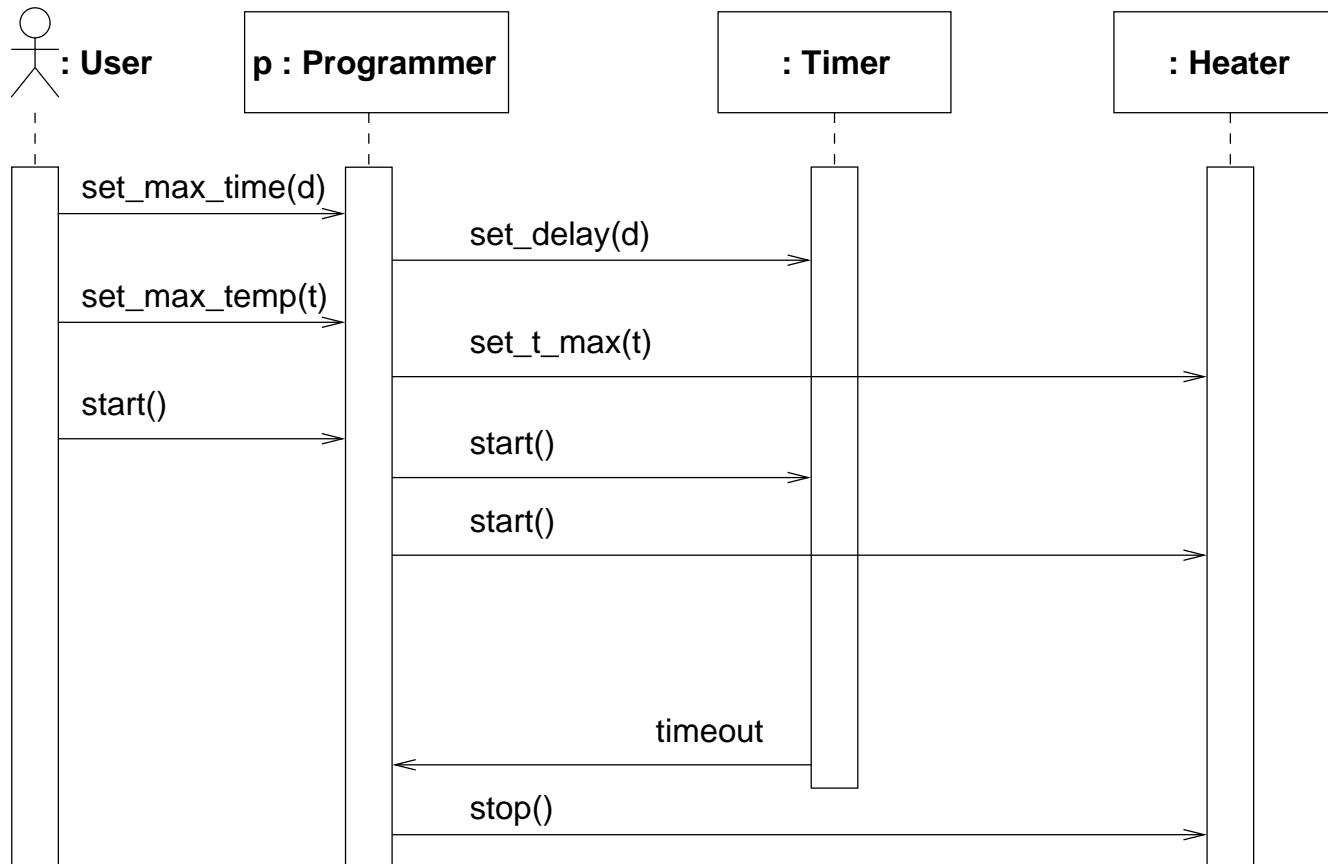 : User
p : Programmer
: Timer
: Heater
set_max_time(d)
set_delay(d)
set_max_temp(t)
set_t_max(t)
start()
start()
start()
timeout
stop()